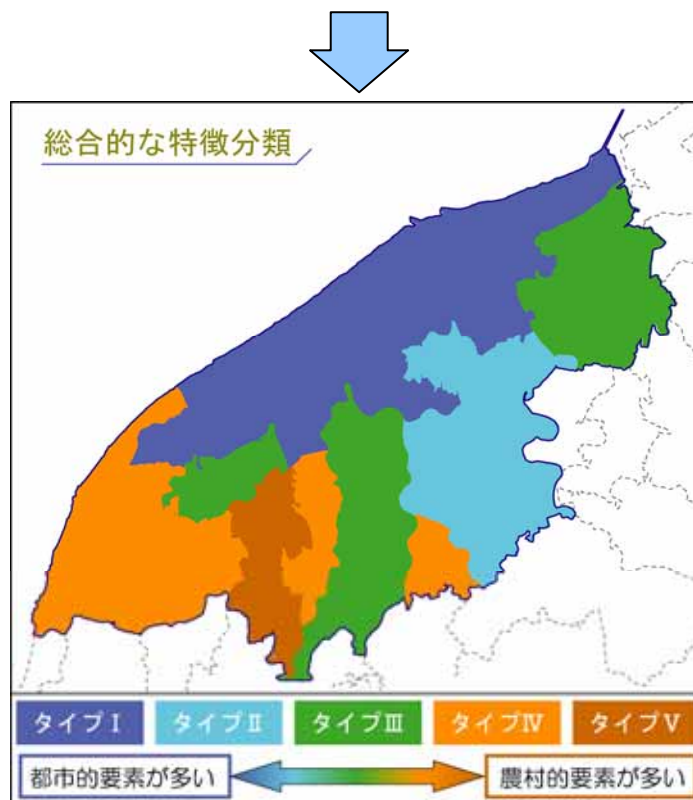 総合的な特徴分類
タイプⅠ
タイプⅡ
タイプⅢ
タイプⅣ
タイプⅤ
都市的要素が多い
農村的要素が多い